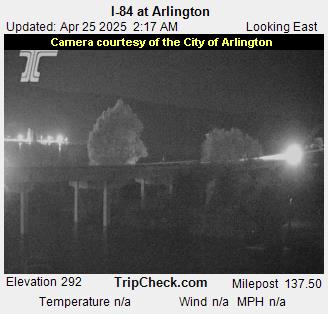 I-84 at Arlington
Updated: Apr 25 2025 2:17 AM Looking East
Camera courtesy of the City of Arlington
Elevation 292 TripCheck.com Milepost 137.50
Temperature n/a Wind n/a MPH n/a